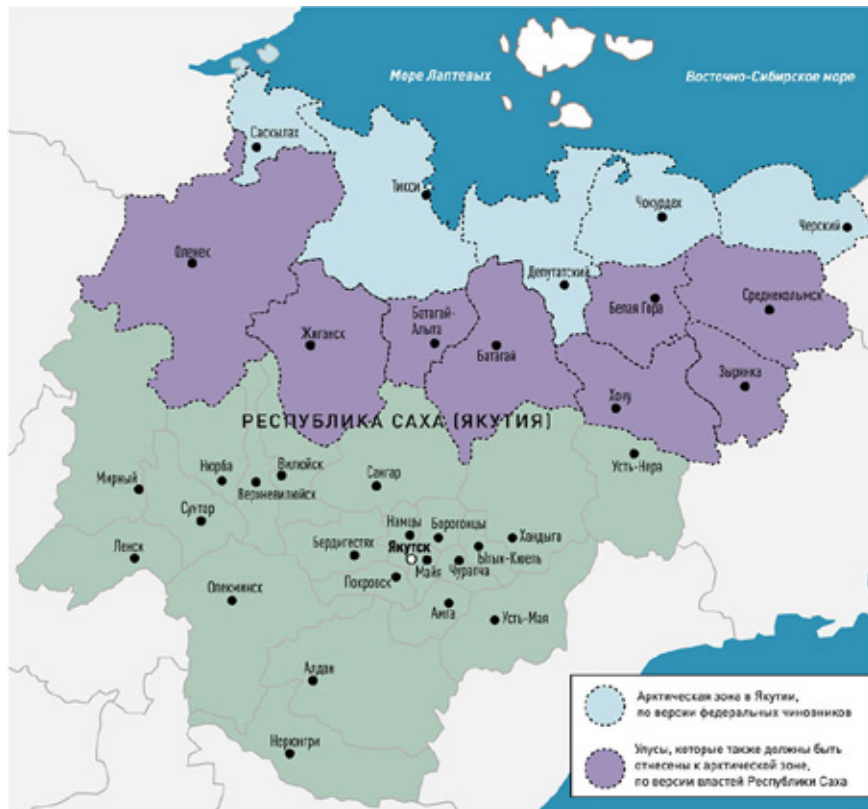 Море Лаптевых
Восточно-Сибирское море
Саскылах
Тикси
Чокурдах
Черский
Оленек
Депутатский
Белая Гора
Среднеколымск
Жиганск
Батагай-
Алыта
Батагай
Зырянка
Хону
РЕСПУБЛИКА САХА (ЯКУТИЯ)
Усть-Нера
Мирный
Нюрба
Вилюйск
Верхневилюйск
Сангар
Сунтар
Намцы
Борогонцы
Хандыга
Ленск
Бердигестях
Якутск
Ытык-Кюель
Майя
Чурапча
Покровск
Олекминск
Амга
Усть-Мая
Алдан
Нерюнгри
Арктическая зона в Якутии,
по версии федеральных чиновников
Улусы, которые также должны быть
отнесены к арктической зоне,
по версии властей Республики Саха